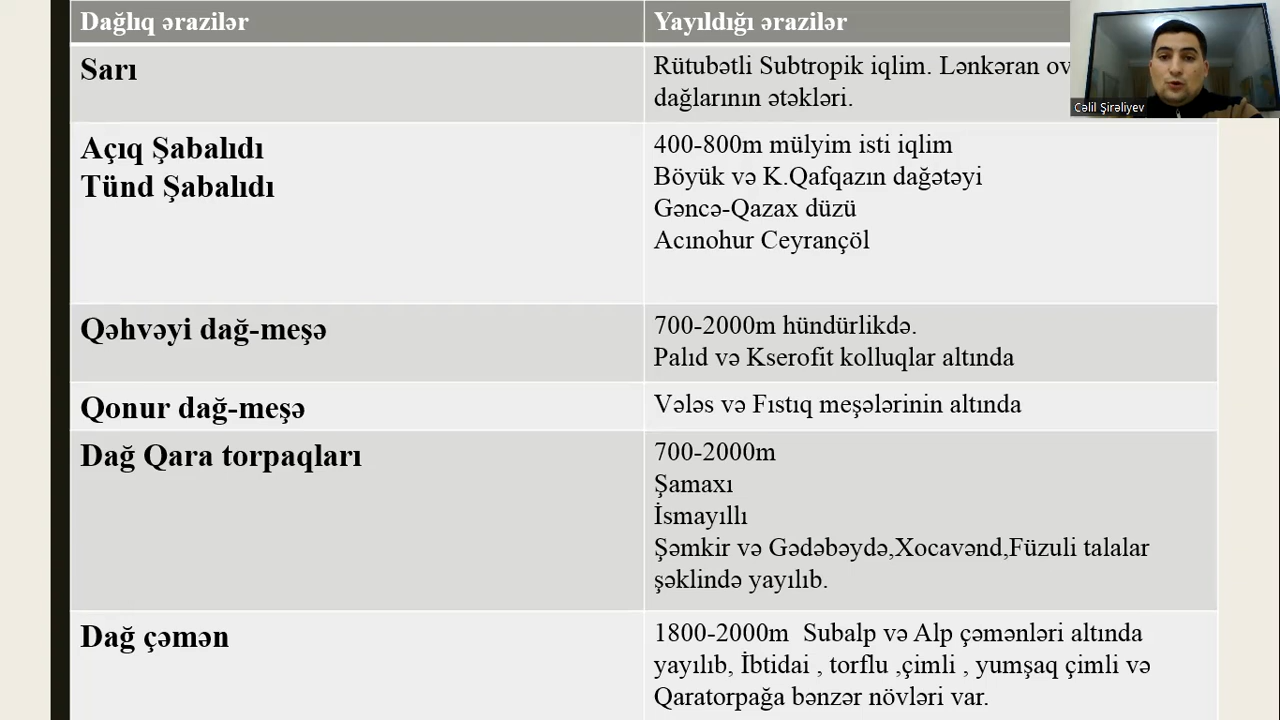 Dağlıq ərazilər
Yayıldığı ərazilər
Sarı
Rütubətli Subtropik iqlim. Lənkəran
dağlarının ətəkləri.
Açıq Şabalıdı
Tünd Şabalıdı
400-800m mülyim isti iqlim
Böyük və K.Qafqazın dağətəyi
Gəncə-Qazax düzü
Acınohur Ceyrançöl
Qəhvəyi dağ-meşə
700-2000m hündürlikdə.
Palıd və Kserofit kolluqlar altında
Qonur dağ-meşə
Vələs və Fıstıq meşələrinin altında
Dağ Qara torpaqları
700-2000m
Şamaxı
İsmayıllı
Şəmkir və Gədəbəydə,Xocavənd,Füzuli talalar
şəklində yayılıb.
Dağ çəmən
1800-2000m Subalp və Alp çəmənləri altında
yayılıb, İbtidai , torflu ,çimli , yumşaq çimli və
Qaratorpağa bənzər növləri var.
Cəlil Şirəliyev